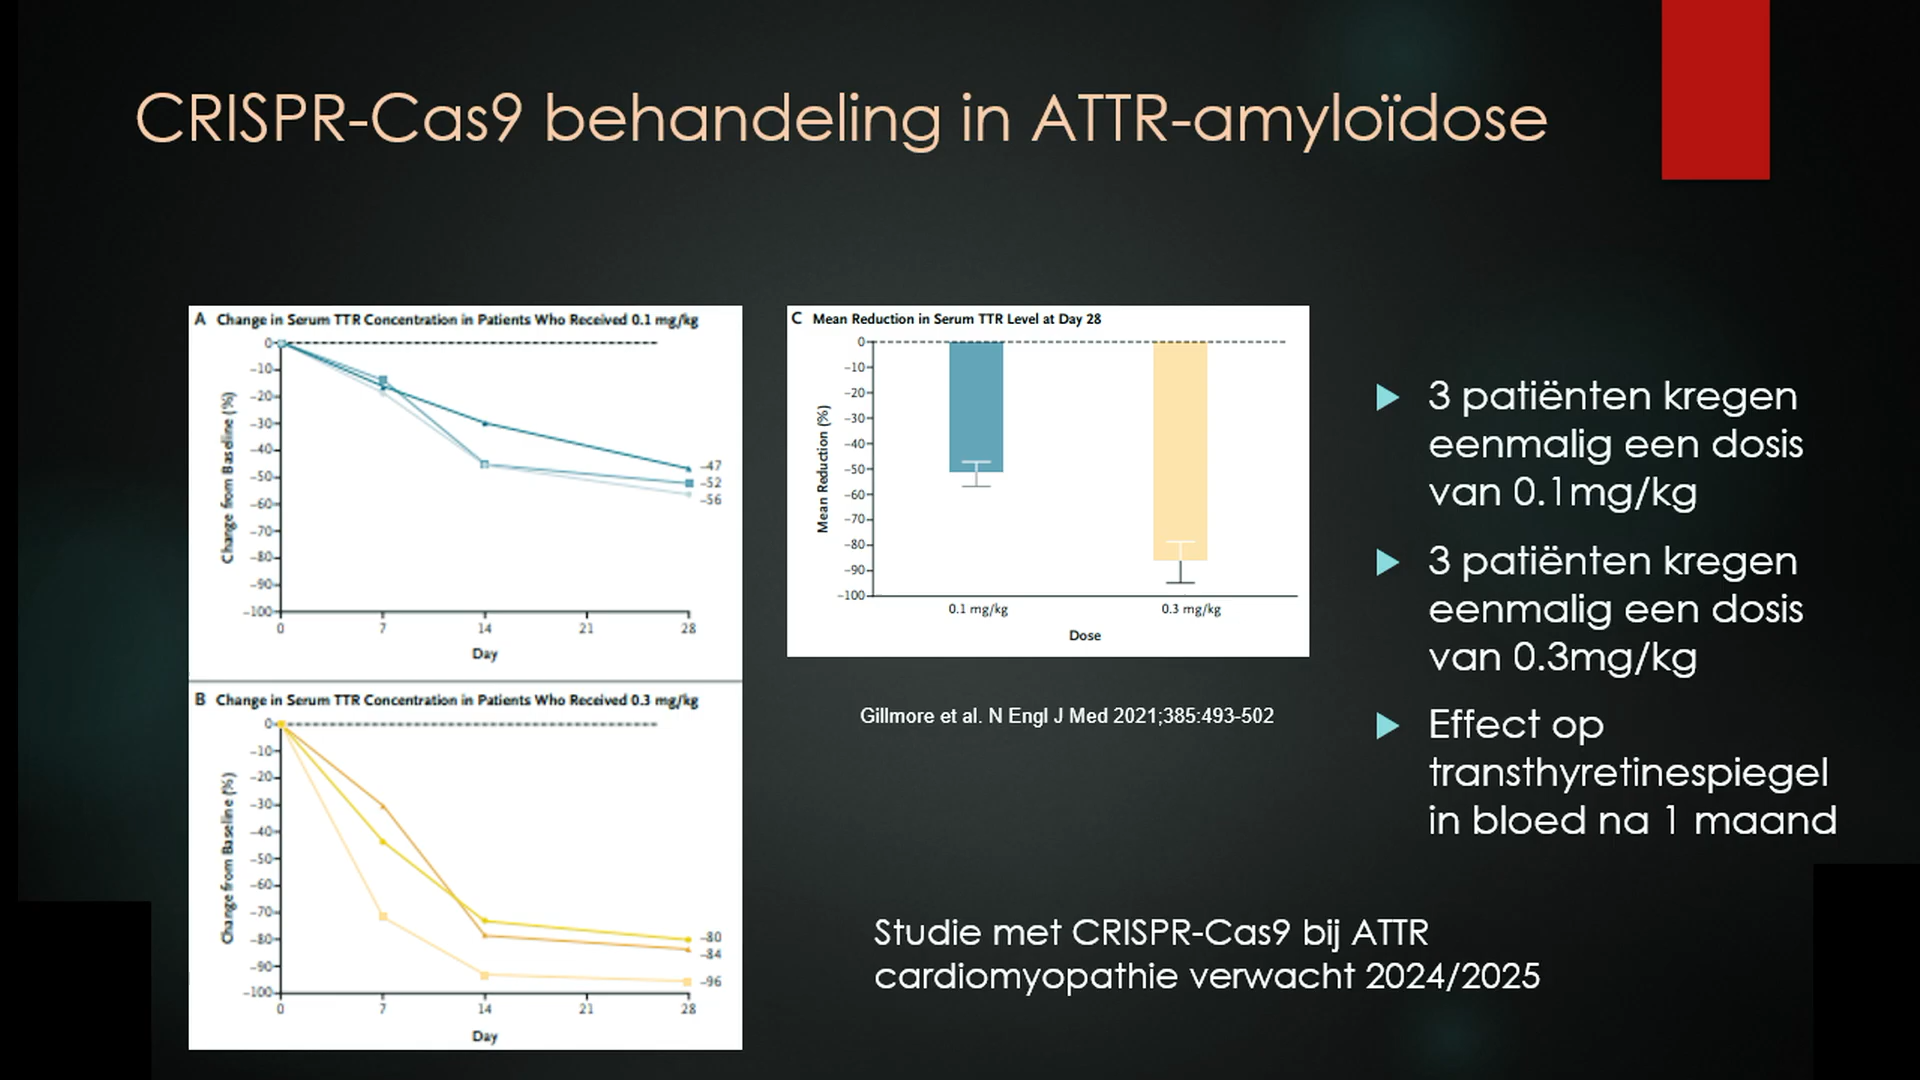 CRISPR-Cas9 behandeling in ATTR-amyloïdose
A Change in Serum TTR Concentration in Patients Who Received 0.1 mg/kg
Change from Baseline (%)
0
-10
-20
-30
-40
-50
-60
-70
-80
-90
-100
-47
-52
-56
0 7 14 21 28
Day
B Change in Serum TTR Concentration in Patients Who Received 0.3 mg/kg
Change from Baseline (%)
0
-10
-20
-30
-40
-50
-60
-70
-80
-90
-100
-80
-84
-96
0 7 14 21 28
Day
C Mean Reduction in Serum TTR Level at Day 28
Mean Reduction (%)
0
-10
-20
-30
-40
-50
-60
-70
-80
-90
-100
0.1 mg/kg 0.3 mg/kg
Dose
Gillmore et al. N Engl J Med 2021;385:493-502
3 patiënten kregen
eenmalig een dosis
van 0.1mg/kg
3 patiënten kregen
eenmalig een dosis
van 0.3mg/kg
Effect op
transthyretinespiegel
in bloed na 1 maand
Studie met CRISPR-Cas9 bij ATTR
cardiomyopathie verwacht 2024/2025